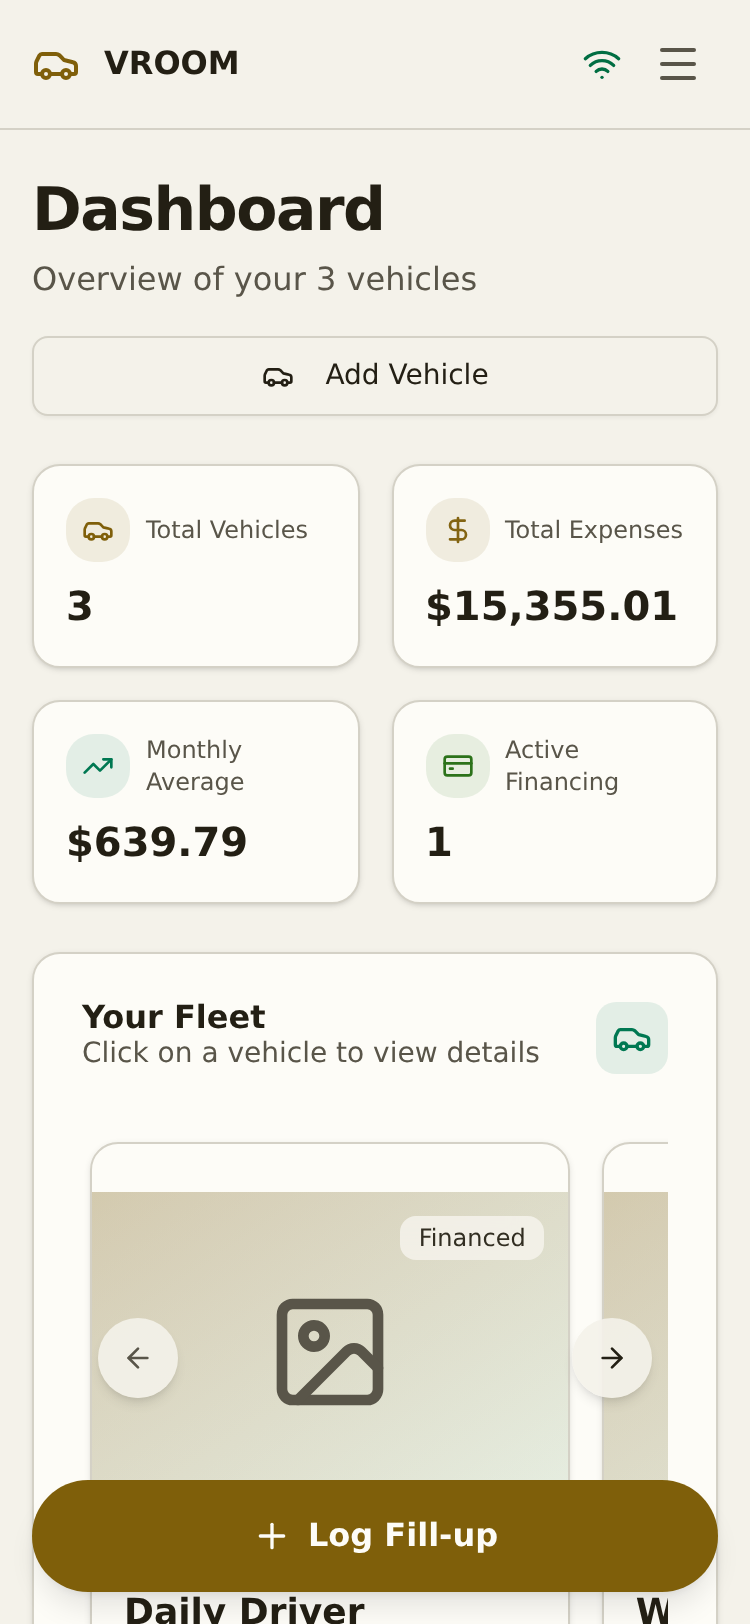 VROOM
Dashboard
Overview of your 3 vehicles
Add Vehicle
Total Vehicles
3
Total Expenses
$15,355.01
Monthly
Average
$639.79
Active
Financing
1
Your Fleet
Click on a vehicle to view details
Financed
Log Fill-up
Daily Driver